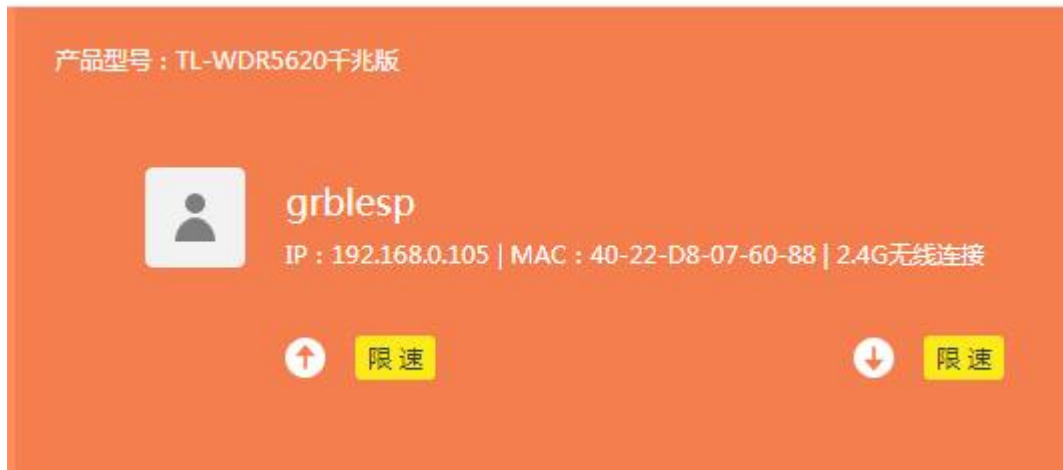 产品型号：TL-WDR5620千兆版
grblesp
IP：192.168.0.105 | MAC：40-22-D8-07-60-88 | 2.4G无线连接
限速 限速